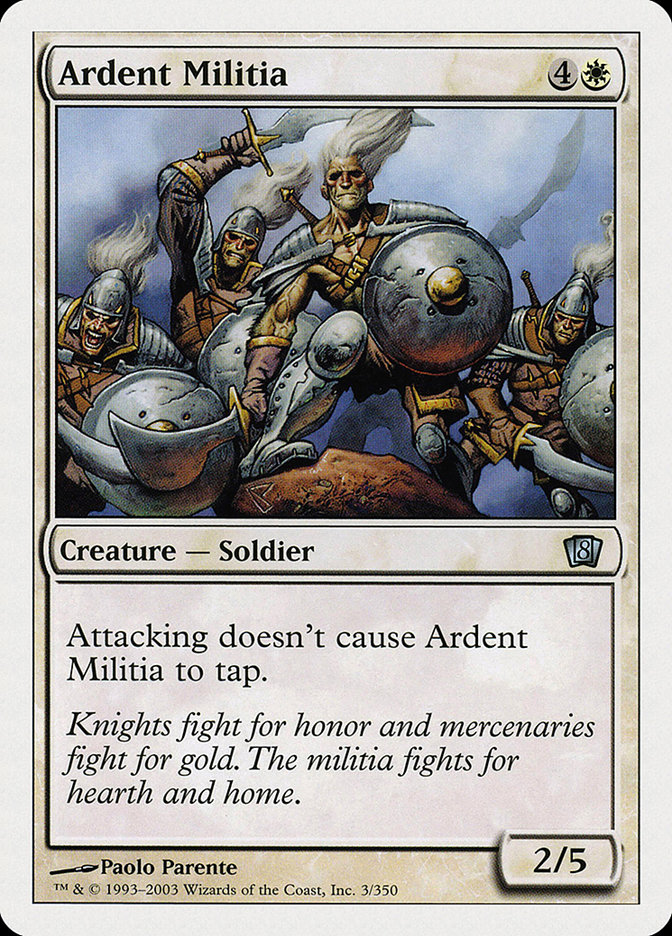 Ardent Militia 4
Creature — Soldier 8
Attacking doesn't cause Ardent
Militia to tap.
Knights fight for honor and mercenaries
fight for gold. The militia fights for
hearth and home.
2/5
Paolo Parente
™ & © 1993–2003 Wizards of the Coast, Inc. 3/350